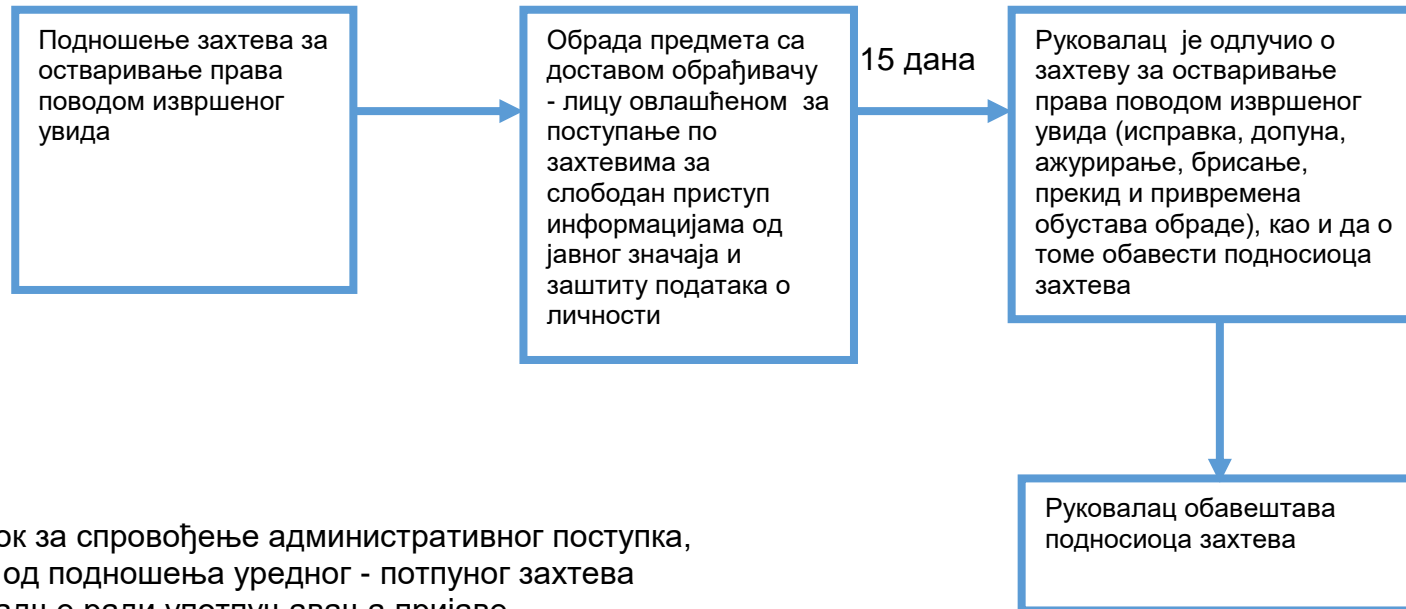 Подношење захтева за
остваривање права
поводом извршеног
увида
Обрада предмета са
доставом обрађивачу
- лицу овлашћеном за
поступање по
захтевима за
слободан приступ
информацијама од
јавног значаја и
заштиту података о
личности
15 дана
Руковалац је одлучио о
захтеву за остваривање
права поводом извршеног
увида (исправка, допуна,
ажурирање, брисање,
прекид и привремена
обустава обраде), као и да о
томе обавести подносиоца
захтева
Руковалац обавештава
подносиоца захтева
ок за спровођење административног поступка,
од подношења уредног - потпуног захтева
ради употпуњавања пријаве